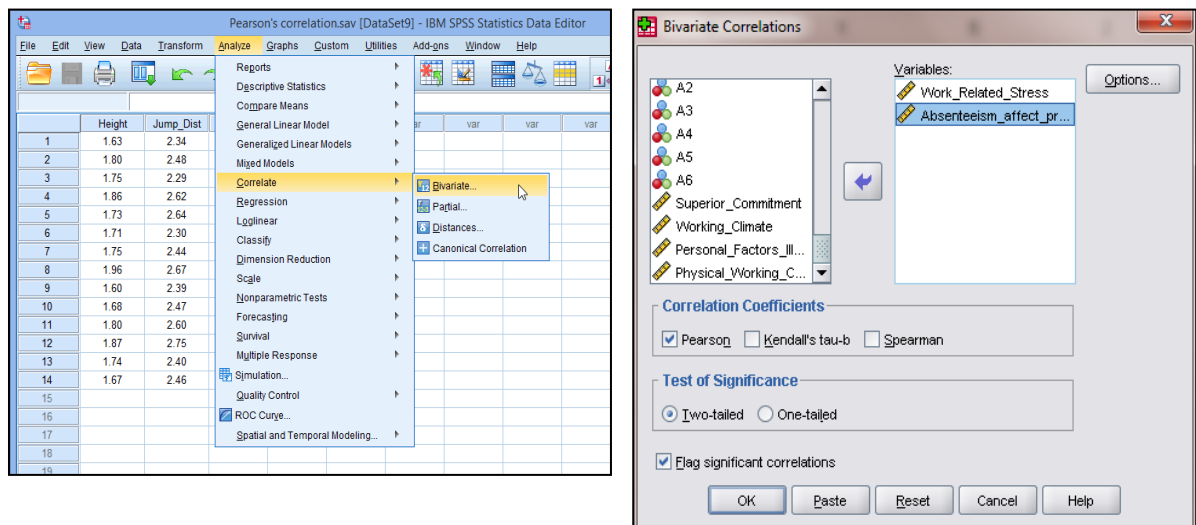 Pearson's correlation.sav [DataSet9] - IBM SPSS Statistics Data Editor
File Edit View Data Transform Analyze Graphs Custom Utilities Add-ons Window Help
Reports
Descriptive Statistics
Compare Means
General Linear Model
Generalized Linear Models
Mixed Models
Correlate
Regression
Loglinear
Classify
Dimension Reduction
Scale
Nonparametric Tests
Forecasting
Survival
Multiple Response
Simulation...
Quality Control
ROC Curve...
Spatial and Temporal Modeling...
Bivariate...
Partial...
Distances...
Canonical Correlation
Height Jump_Dist ar var var var
1 1.63 2.34
2 1.80 2.48
3 1.75 2.29
4 1.86 2.62
5 1.73 2.64
6 1.71 2.30
7 1.75 2.44
8 1.96 2.67
9 1.60 2.39
10 1.68 2.47
11 1.80 2.60
12 1.87 2.75
13 1.74 2.40
14 1.67 2.46
15
16
17
18
19
Bivariate Correlations
A2
A3
A4
A5
A6
Superior_Commitment
Working_Climate
Personal_Factors_Ill...
Physical_Working_C...
Variables:
Work_Related_Stress
Absenteeism_affect_pr...
Options...
Correlation Coefficients
Pearson Kendall's tau-b Spearman
Test of Significance
Two-tailed One-tailed
Flag significant correlations
OK Paste Reset Cancel Help